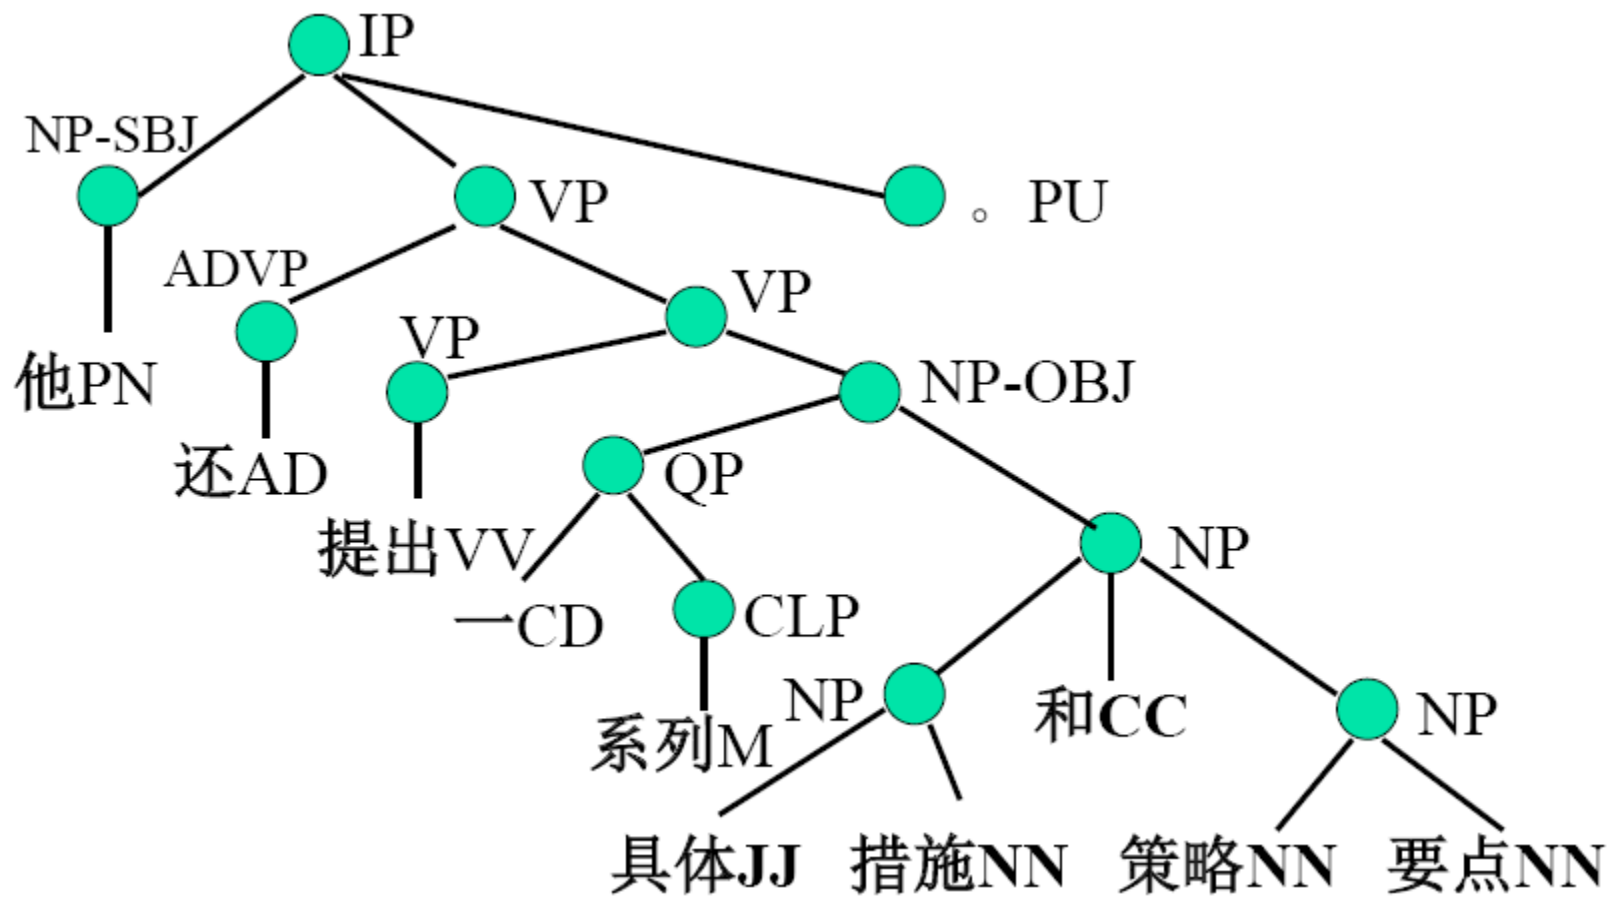 IP
NP-SBJ
VP
。 PU
ADVP
VP
VP
NP-OBJ
他PN
还AD
QP
提出VV
NP
一CD
CLP
NP
和CC
NP
系列M
具体JJ
措施NN
策略NN
要点NN